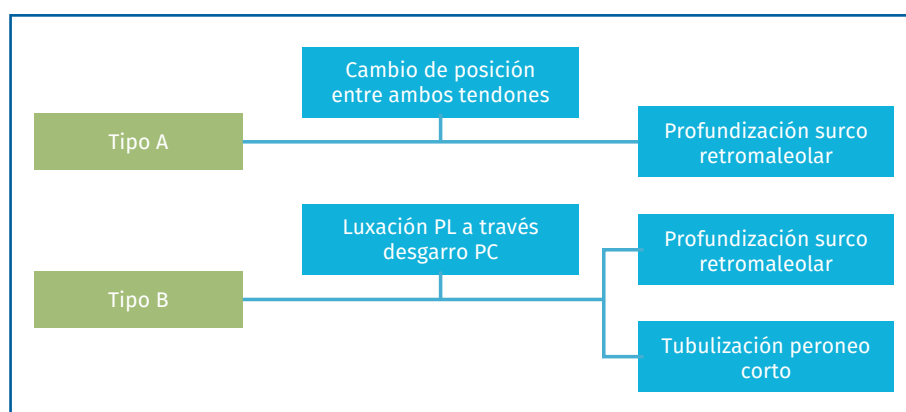 Cambio de posición
entre ambos tendones
Tipo A
Profundización surco
retromaleolar
Luxación PL a través
desgarro PC
Profundización surco
retromaleolar
Tipo B
Tubulización peroneo
corto